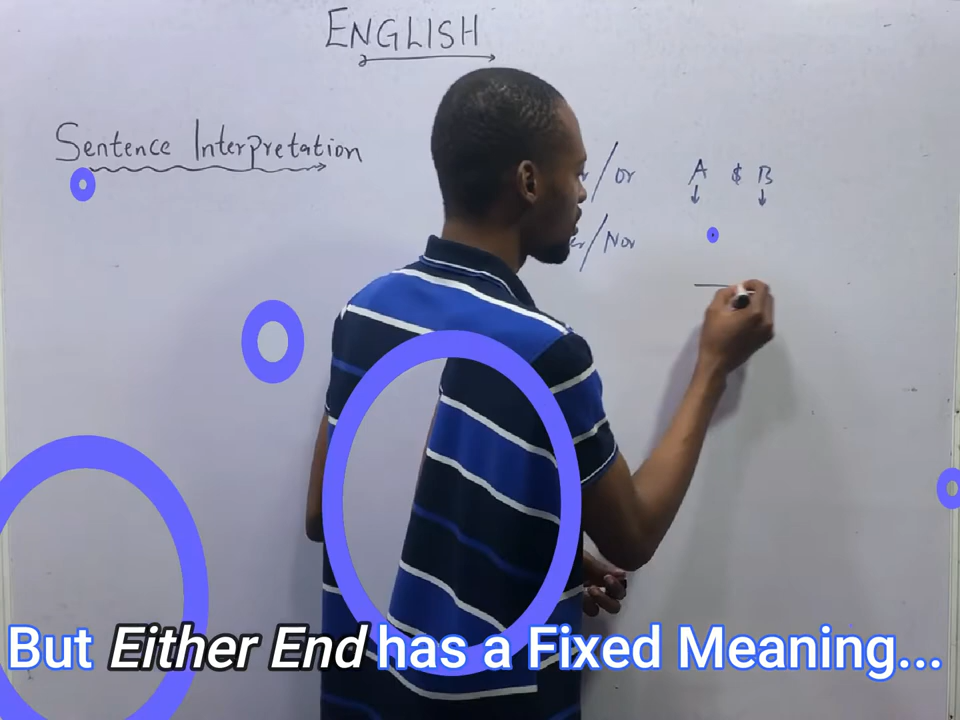 ENGLISH
Sentence Interpretation
/ or A $ B
/ Nor
But Either End has a Fixed Meaning...